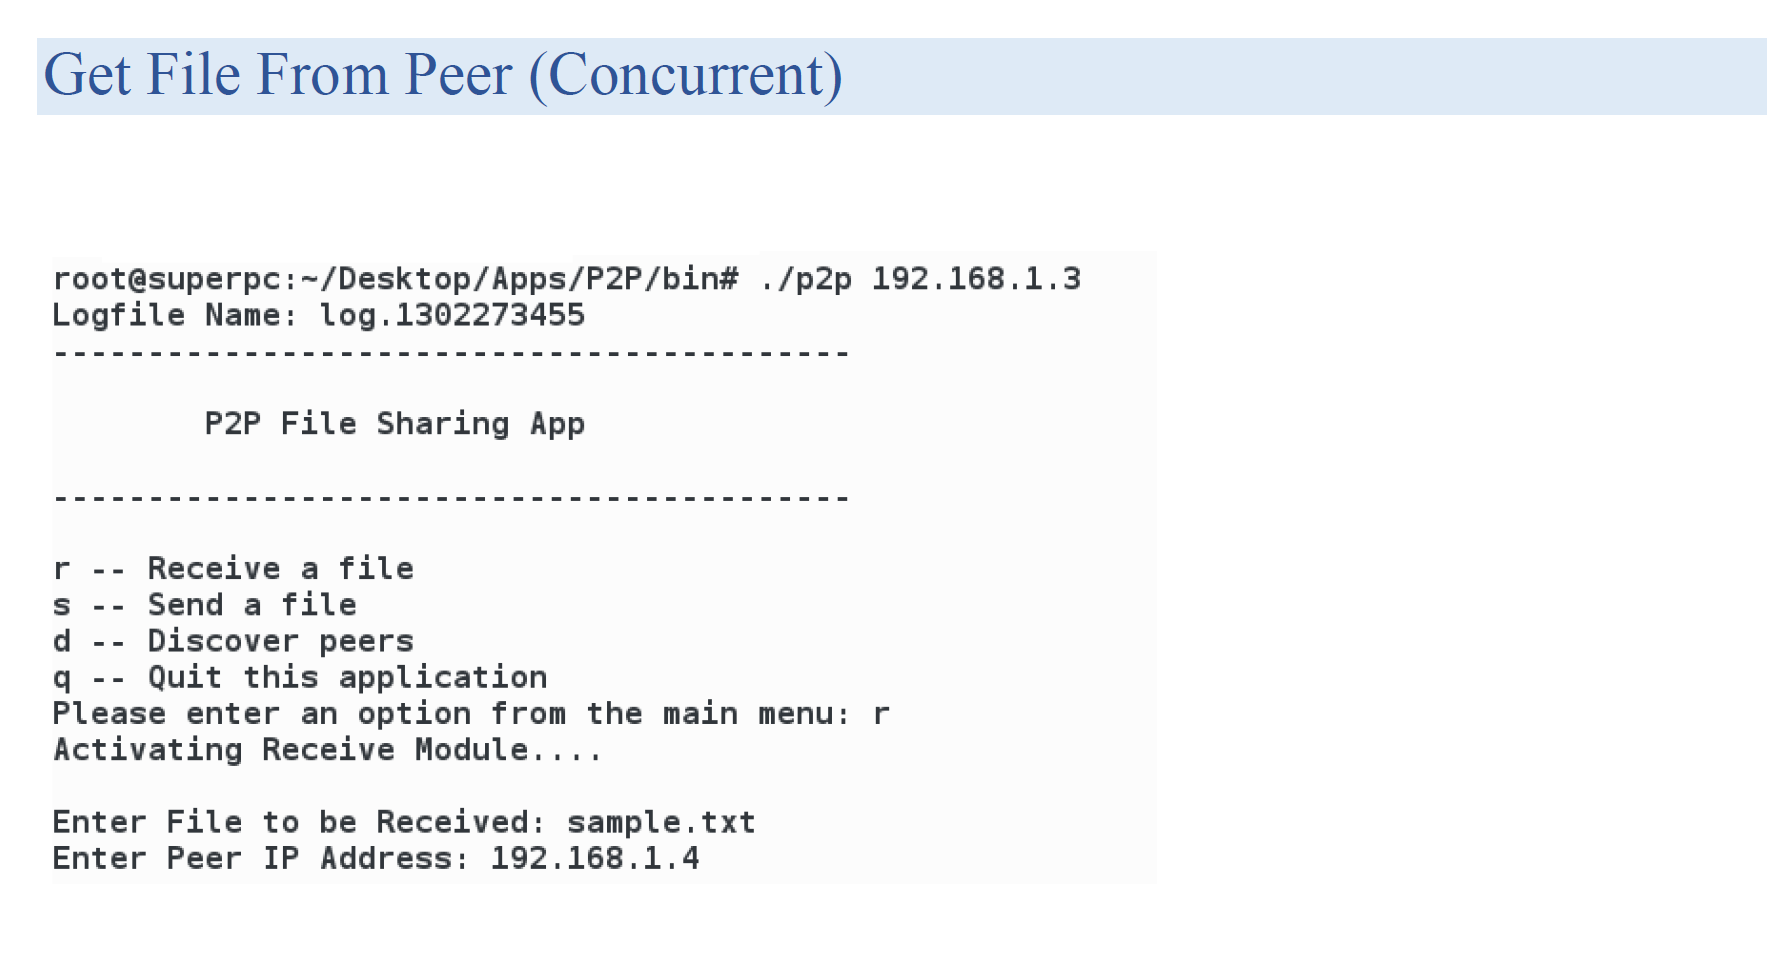 Get File From Peer (Concurrent)
root@superpc:~/Desktop/Apps/P2P/bin# ./p2p 192.168.1.3
Logfile Name: log.1302273455
------------------------------------------
P2P File Sharing App
------------------------------------------
r -- Receive a file
s -- Send a file
d -- Discover peers
q -- Quit this application
Please enter an option from the main menu: r
Activating Receive Module....
Enter File to be Received: sample.txt
Enter Peer IP Address: 192.168.1.4